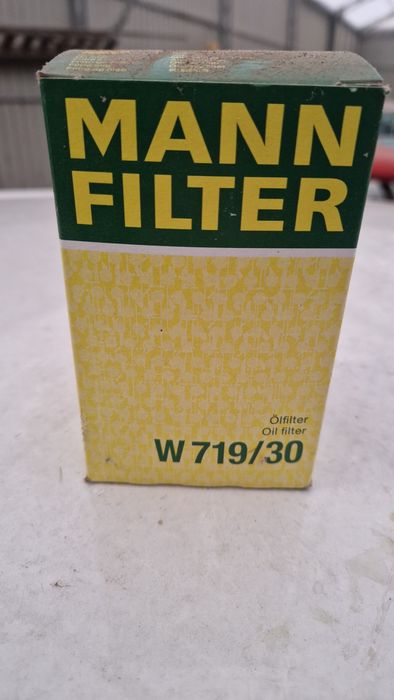 MANN
FILTER
Ölfilter
Oil filter
W 719/30